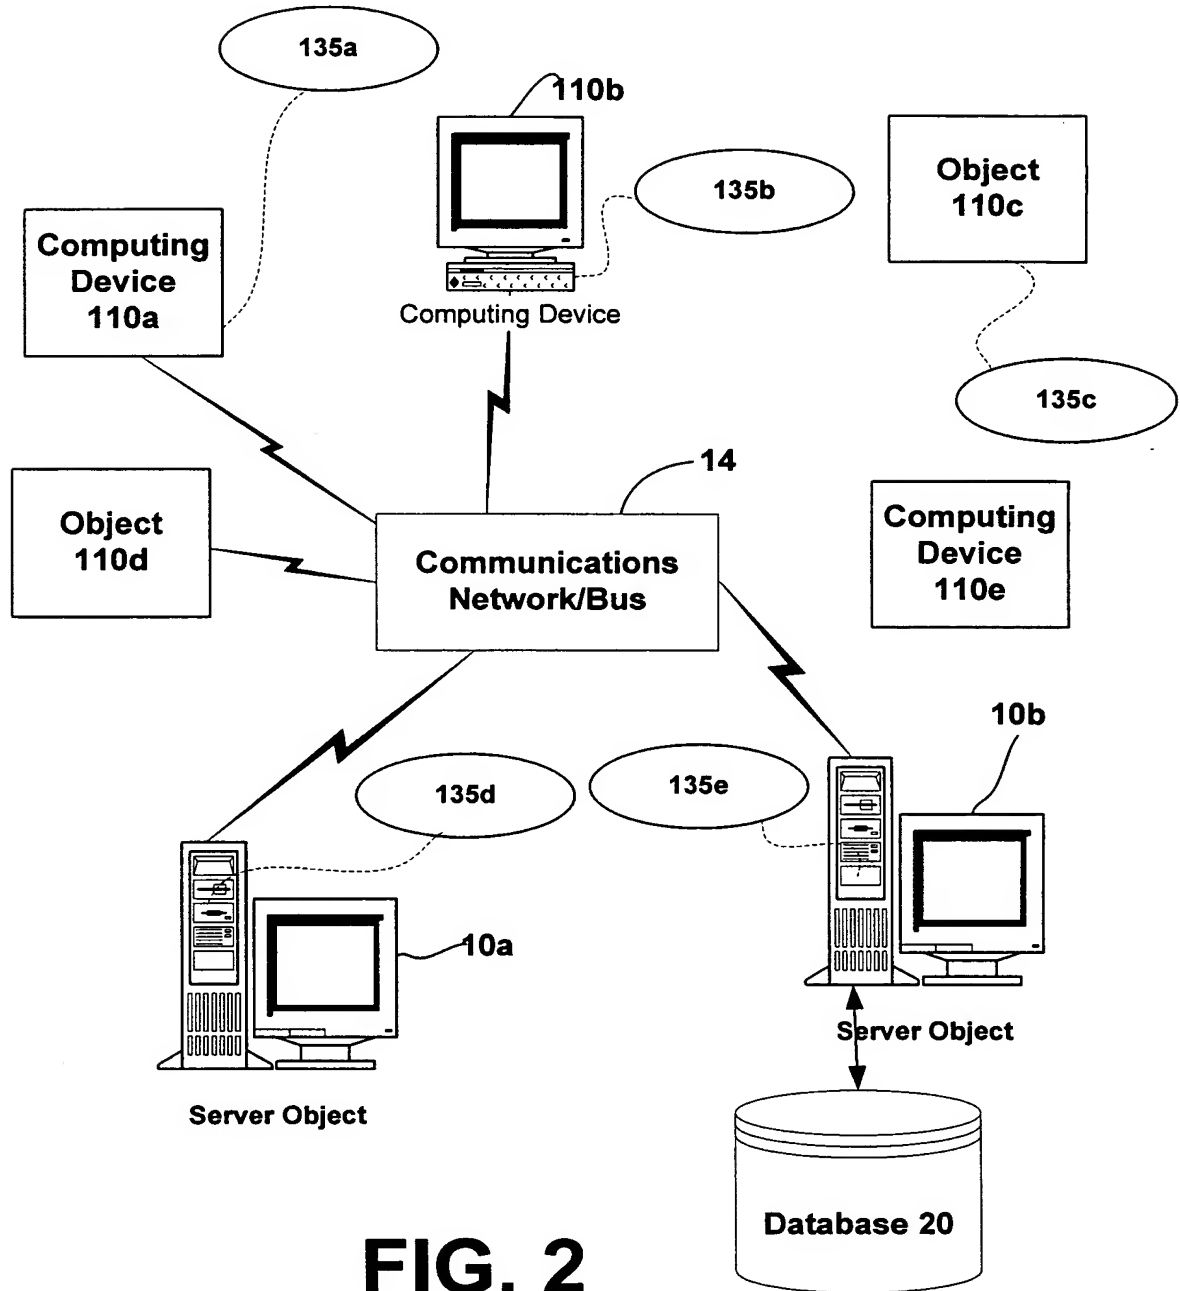 135a
110b
135b
Object
110c
Computing
Device
110a
Computing Device
135c
14
Object
110d
Communications
Network/Bus
Computing
Device
110e
10b
135d
135e
10a
Server Object
Server Object
Database 20
FIG. 2